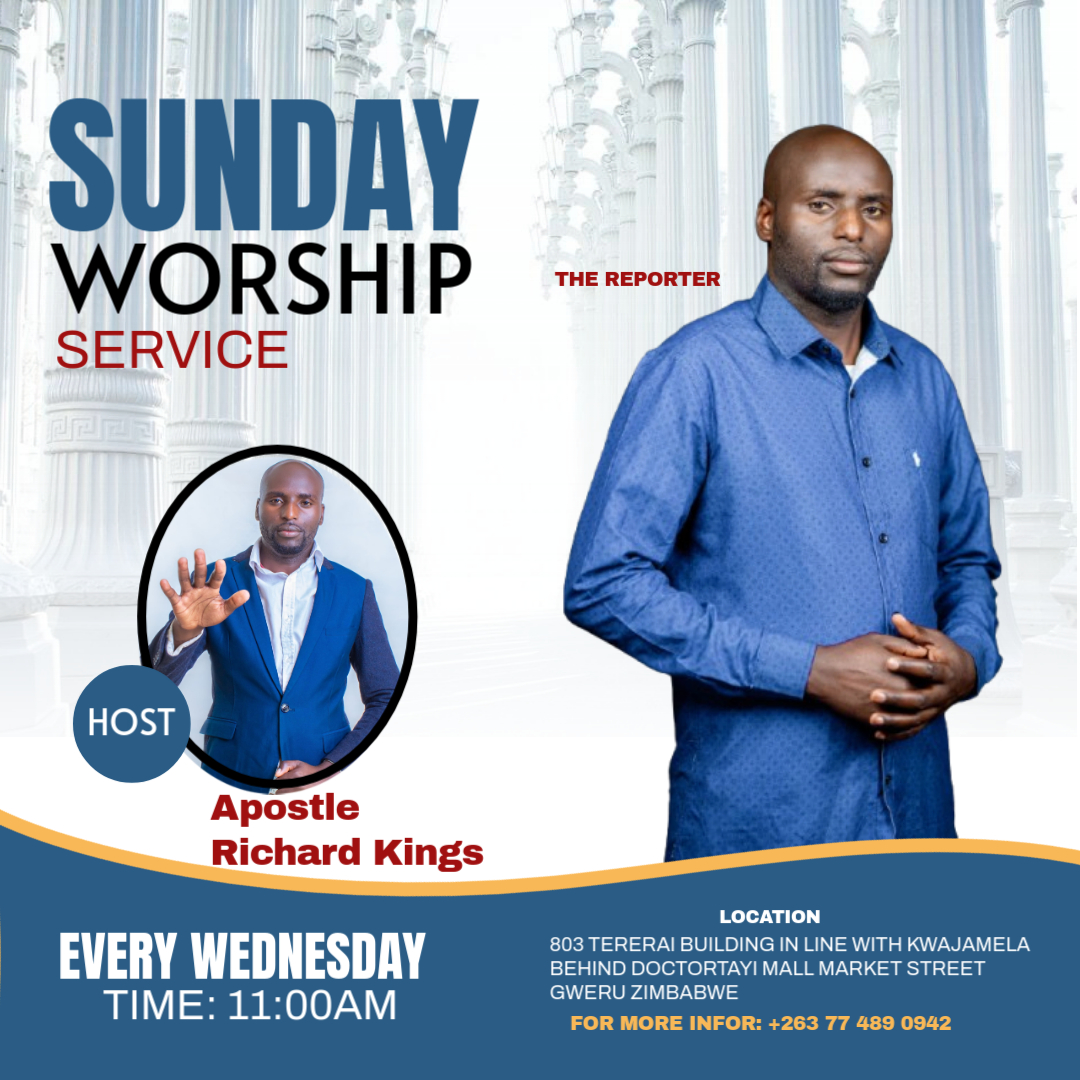 SUNDAY
WORSHIP
SERVICE
THE REPORTER
HOST
Apostle
Richard Kings
EVERY WEDNESDAY
TIME: 11:00AM
LOCATION
803 TERERAI BUILDING IN LINE WITH KWAJAMELA
BEHIND DOCTORTAYI MALL MARKET STREET
GWERU ZIMBABWE
FOR MORE INFOR: +263 77 489 0942